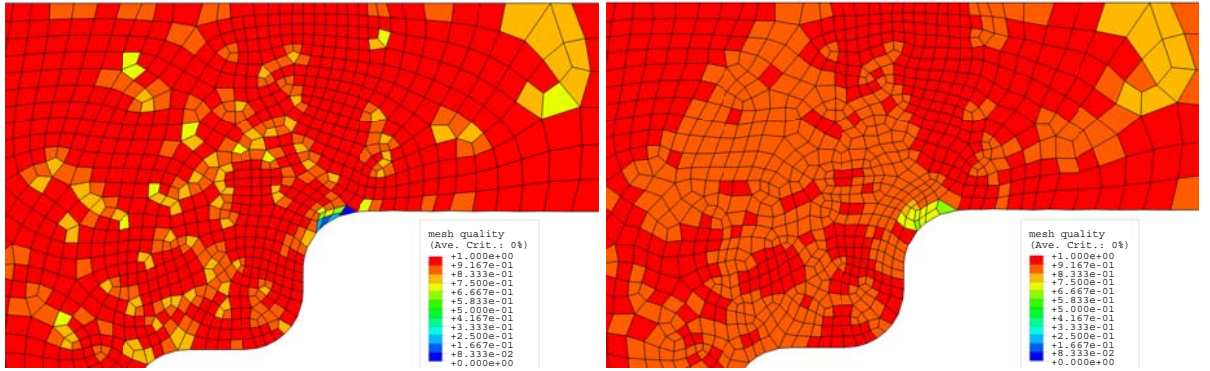 mesh quality
(Ave. Crit.: 0%)
+1.000e+00
+9.167e-01
+8.333e-01
+7.500e-01
+6.667e-01
+5.833e-01
+5.000e-01
+4.167e-01
+3.333e-01
+2.500e-01
+1.667e-01
+8.333e-02
+0.000e+00
mesh quality
(Ave. Crit.: 0%)
+1.000e+00
+9.167e-01
+8.333e-01
+7.500e-01
+6.667e-01
+5.833e-01
+5.000e-01
+4.167e-01
+3.333e-01
+2.500e-01
+1.667e-01
+8.333e-02
+0.000e+00